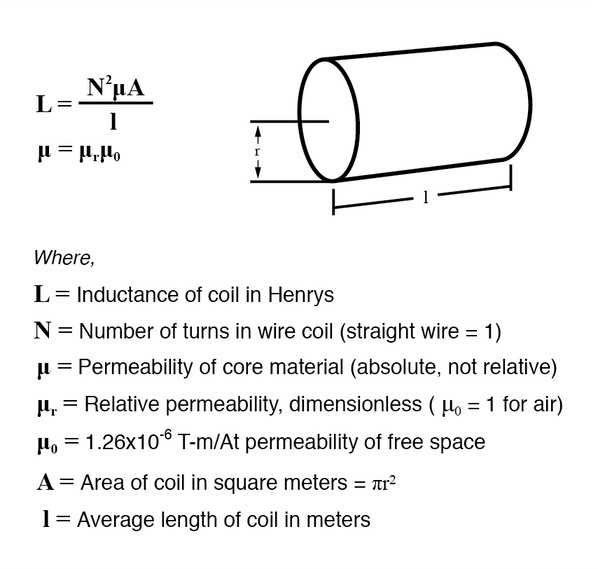 L = N²μA / l
μ = μᵣμ₀
r
l
Where,
L = Inductance of coil in Henrys
N = Number of turns in wire coil (straight wire = 1)
μ = Permeability of core material (absolute, not relative)
μᵣ = Relative permeability, dimensionless ( μ₀ = 1 for air)
μ₀ = 1.26x10⁻⁶ T-m/At permeability of free space
A = Area of coil in square meters = πr²
l = Average length of coil in meters